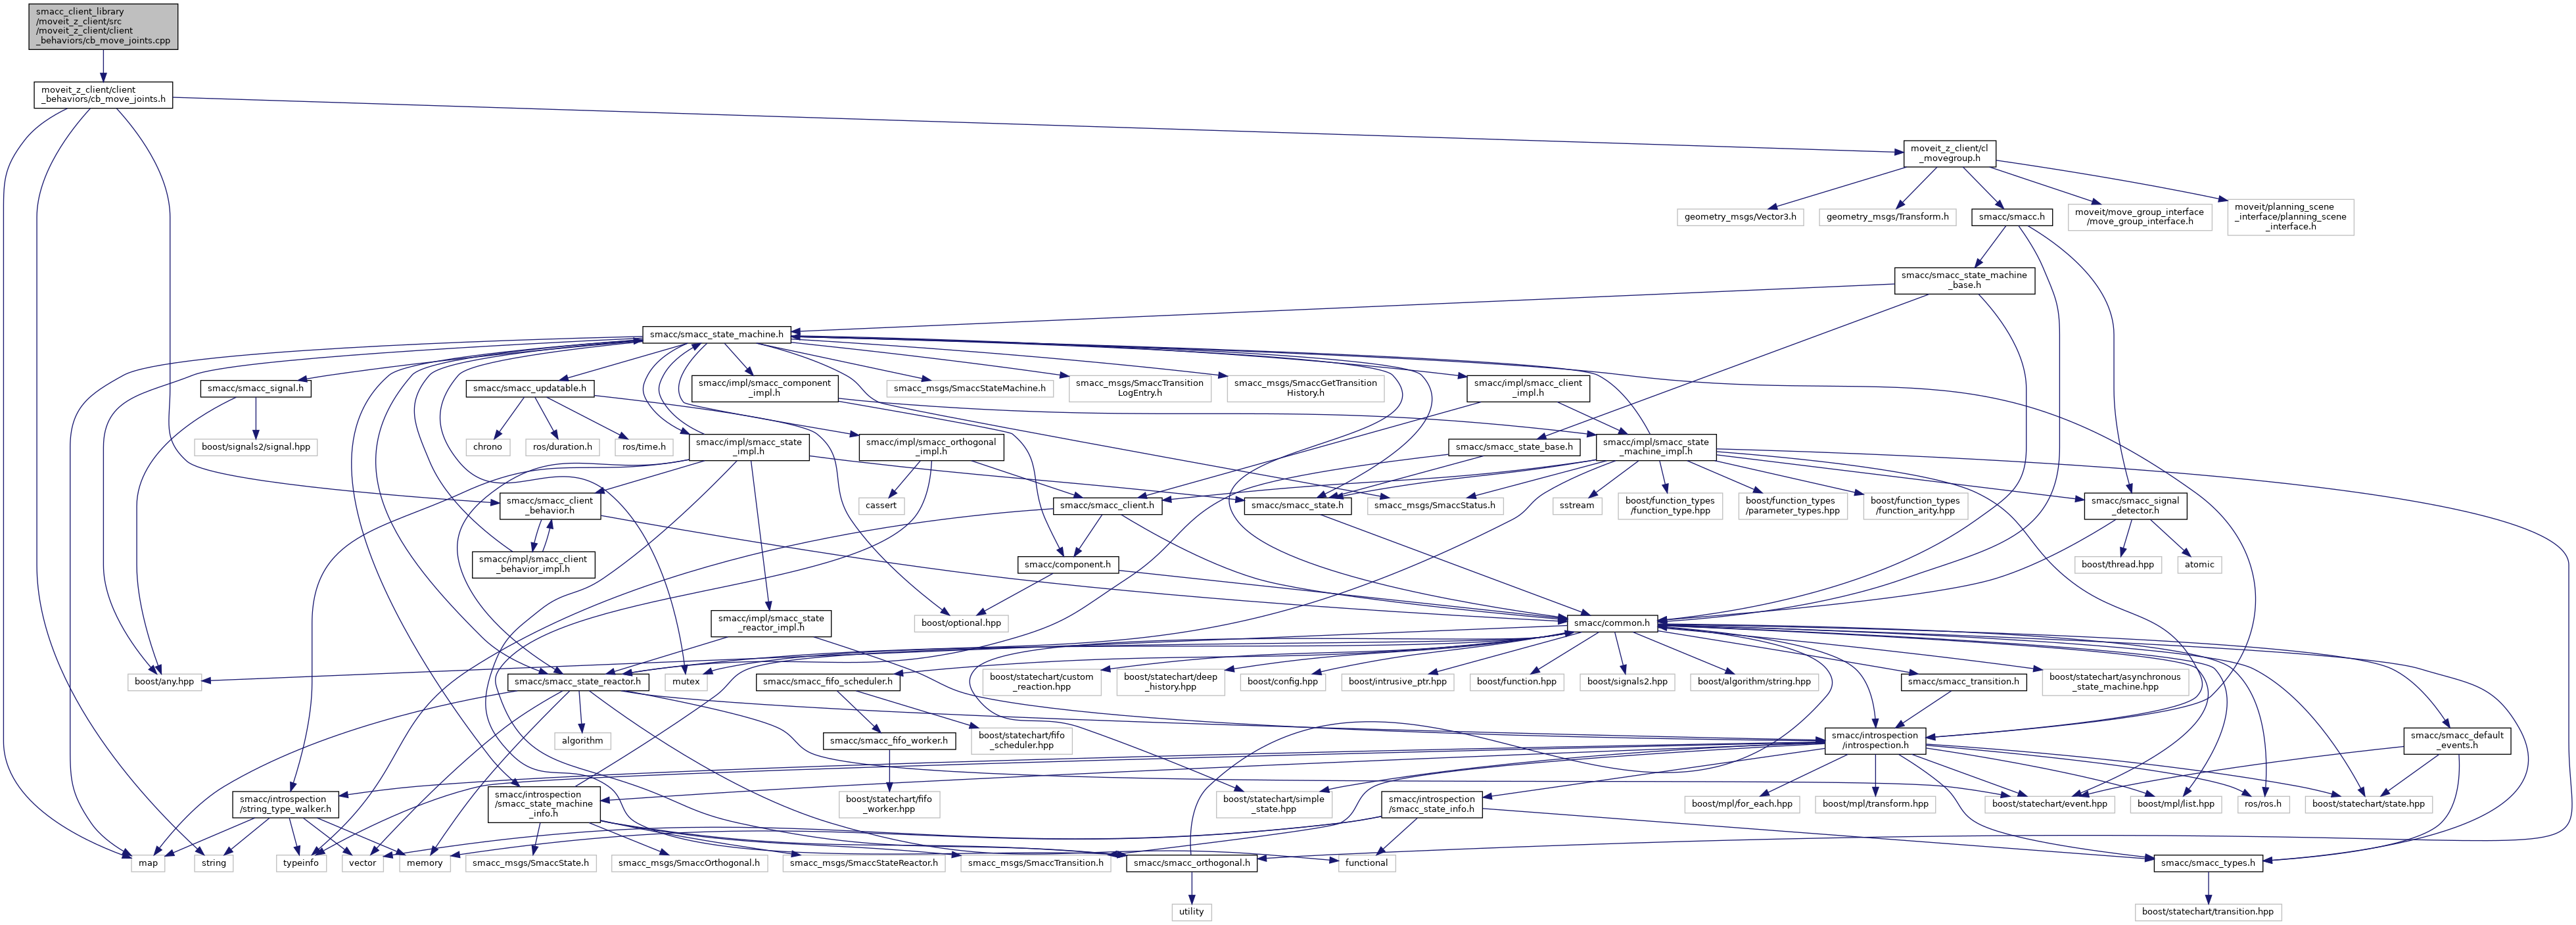 smacc_client_library
/moveit_z_client/src
/moveit_z_client/client
_behaviors/cb_move_joints.cpp
moveit_z_client/client
_behaviors/cb_move_joints.h
moveit_z_client/cl
_movegroup.h
geometry_msgs/Vector3.h
geometry_msgs/Transform.h
smacc/smacc.h
moveit/move_group_interface
/move_group_interface.h
moveit/planning_scene
_interface/planning_scene
_interface.h
smacc/smacc_state_machine
_base.h
smacc/smacc_state_machine.h
smacc/smacc_signal.h
smacc/smacc_updatable.h
smacc/impl/smacc_component
_impl.h
smacc_msgs/SmaccStateMachine.h
smacc_msgs/SmaccTransition
LogEntry.h
smacc_msgs/SmaccGetTransition
History.h
smacc/impl/smacc_client
_impl.h
boost/signals2/signal.hpp
chrono
ros/duration.h
ros/time.h
smacc/impl/smacc_state
_impl.h
smacc/impl/smacc_orthogonal
_impl.h
smacc/smacc_state_base.h
smacc/impl/smacc_state
_machine_impl.h
smacc/smacc_client
_behavior.h
cassert
smacc/smacc_client.h
smacc/smacc_state.h
smacc_msgs/SmaccStatus.h
sstream
boost/function_types
/function_type.hpp
boost/function_types
/parameter_types.hpp
boost/function_types
/function_arity.hpp
smacc/smacc_signal
_detector.h
smacc/impl/smacc_client
_behavior_impl.h
smacc/component.h
boost/thread.hpp
atomic
smacc/impl/smacc_state
_reactor_impl.h
boost/optional.hpp
smacc/common.h
boost/any.hpp
smacc/smacc_state_reactor.h
mutex
smacc/smacc_fifo_scheduler.h
boost/statechart/custom
_reaction.hpp
boost/statechart/deep
_history.hpp
boost/config.hpp
boost/intrusive_ptr.hpp
boost/function.hpp
boost/signals2.hpp
boost/algorithm/string.hpp
smacc/smacc_transition.h
boost/statechart/asynchronous
_state_machine.hpp
algorithm
smacc/smacc_fifo_worker.h
boost/statechart/fifo
_scheduler.hpp
smacc/introspection
/introspection.h
smacc/smacc_default
_events.h
smacc/introspection
/string_type_walker.h
smacc/introspection
/smacc_state_machine
_info.h
boost/statechart/fifo
_worker.hpp
boost/statechart/simple
_state.hpp
smacc/introspection
/smacc_state_info.h
boost/mpl/for_each.hpp
boost/mpl/transform.hpp
boost/statechart/event.hpp
boost/mpl/list.hpp
ros/ros.h
boost/statechart/state.hpp
map
string
typeinfo
vector
memory
smacc_msgs/SmaccState.h
smacc_msgs/SmaccOrthogonal.h
smacc_msgs/SmaccStateReactor.h
smacc_msgs/SmaccTransition.h
smacc/smacc_orthogonal.h
functional
smacc/smacc_types.h
utility
boost/statechart/transition.hpp